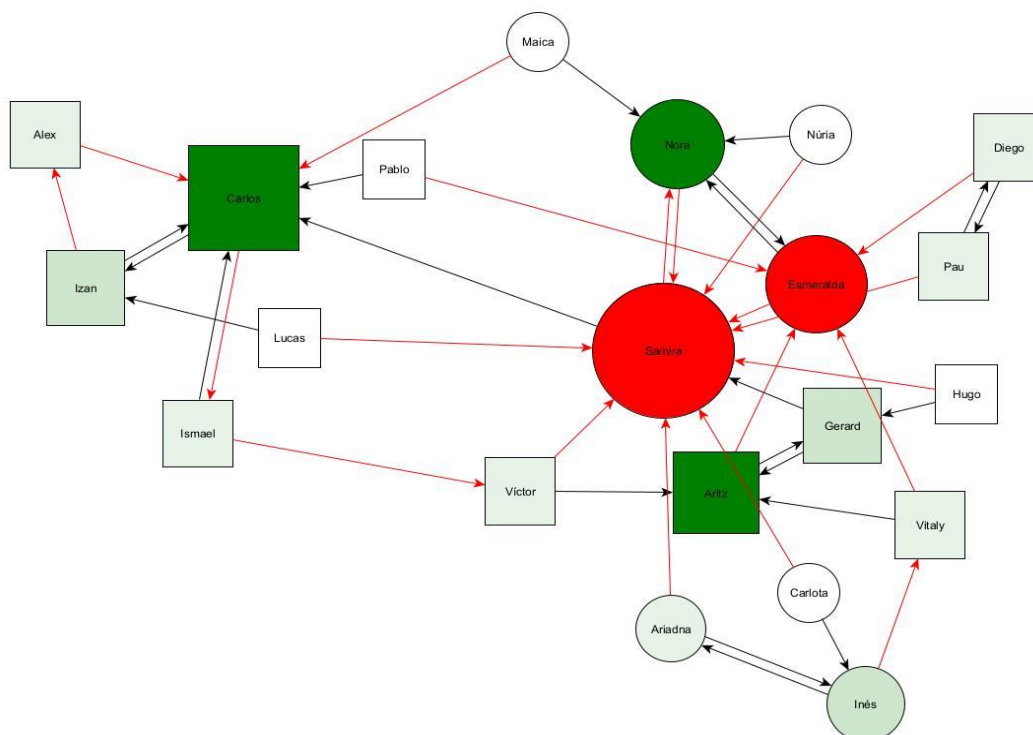 Maica
Alex
Nora
Núria
Diego
Pablo
Carlos
Izan
Pau
Esmeralda
Lucas
Samira
Hugo
Gerard
Ismael
Víctor
Aritz
Vitaly
Carlota
Ariadna
Inés